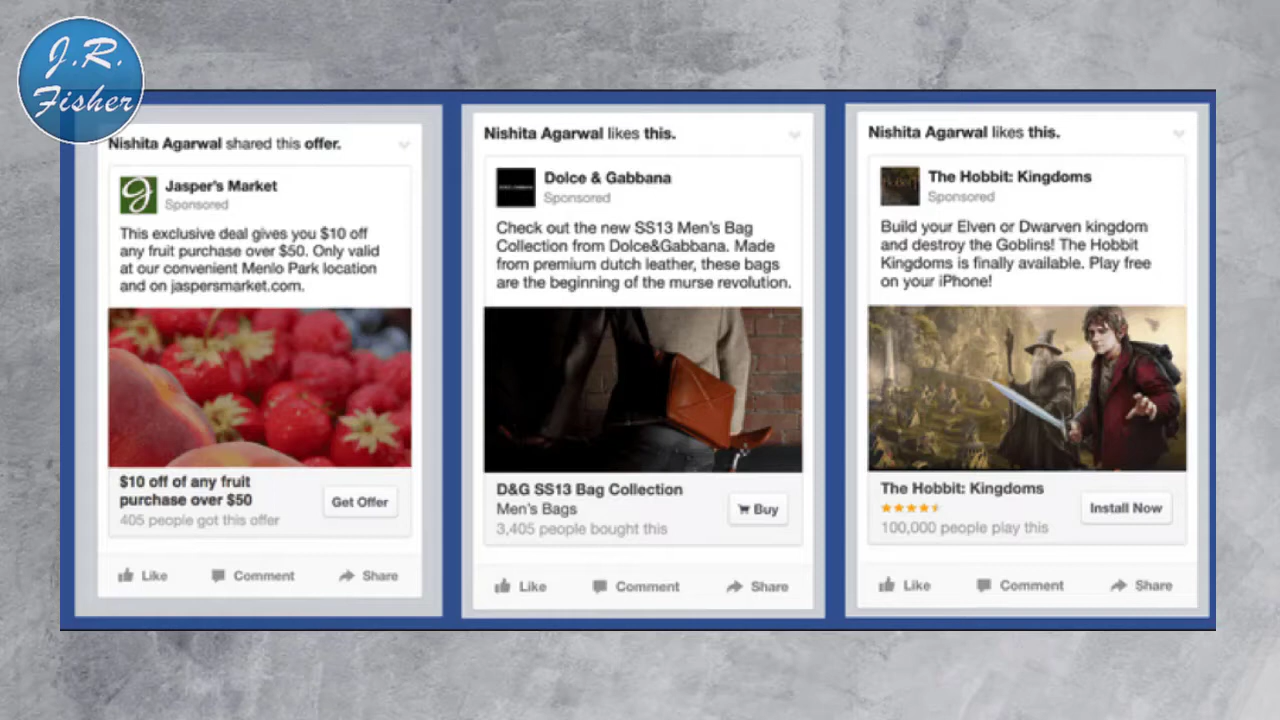 J.R.
Fisher
Nishita Agarwal shared this offer.
Jasper's Market
Sponsored
This exclusive deal gives you $10 off
any fruit purchase over $50. Only valid
at our convenient Menlo Park location
and on jaspersmarket.com.
$10 off of any fruit
purchase over $50
405 people got this offer
Get Offer
Like
Comment
Share
Nishita Agarwal likes this.
Dolce & Gabbana
Sponsored
Check out the new SS13 Men's Bag
Collection from Dolce&Gabbana. Made
from premium dutch leather, these bags
are the beginning of the murse revolution.
D&G SS13 Bag Collection
Men's Bags
3,405 people bought this
Buy
Like
Comment
Share
Nishita Agarwal likes this.
The Hobbit: Kingdoms
Sponsored
Build your Elven or Dwarven kingdom
and destroy the Goblins! The Hobbit
Kingdoms is finally available. Play free
on your iPhone!
The Hobbit: Kingdoms
100,000 people play this
Install Now
Like
Comment
Share